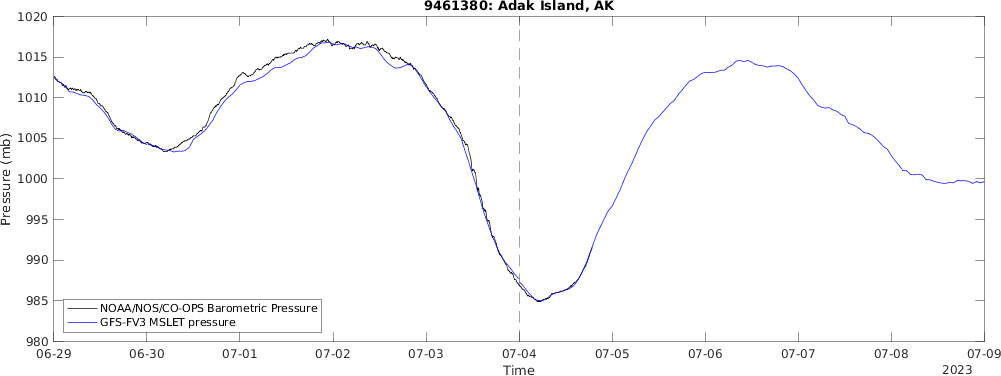 9461380: Adak Island, AK
Pressure (mb)
1020
1015
1010
1005
1000
995
990
985
980
NOAA/NOS/CO-OPS Barometric Pressure
GFS-FV3 MSLET pressure
06-29 06-30 07-01 07-02 07-03 07-04 07-05 07-06 07-07 07-08 07-09
Time
2023